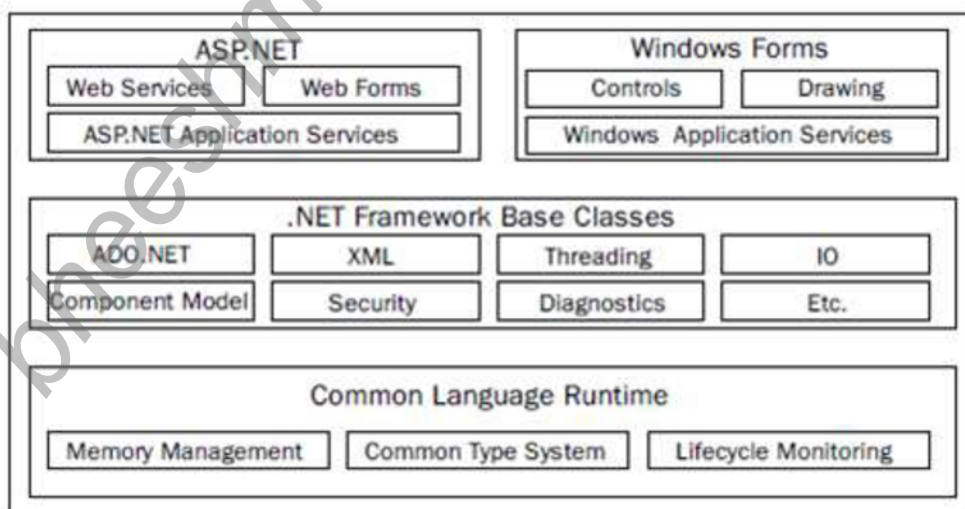 ASP.NET
Web Services
Web Forms
ASP.NET Application Services
Windows Forms
Controls
Drawing
Windows Application Services
.NET Framework Base Classes
ADO.NET
XML
Threading
IO
Component Model
Security
Diagnostics
Etc.
Common Language Runtime
Memory Management
Common Type System
Lifecycle Monitoring